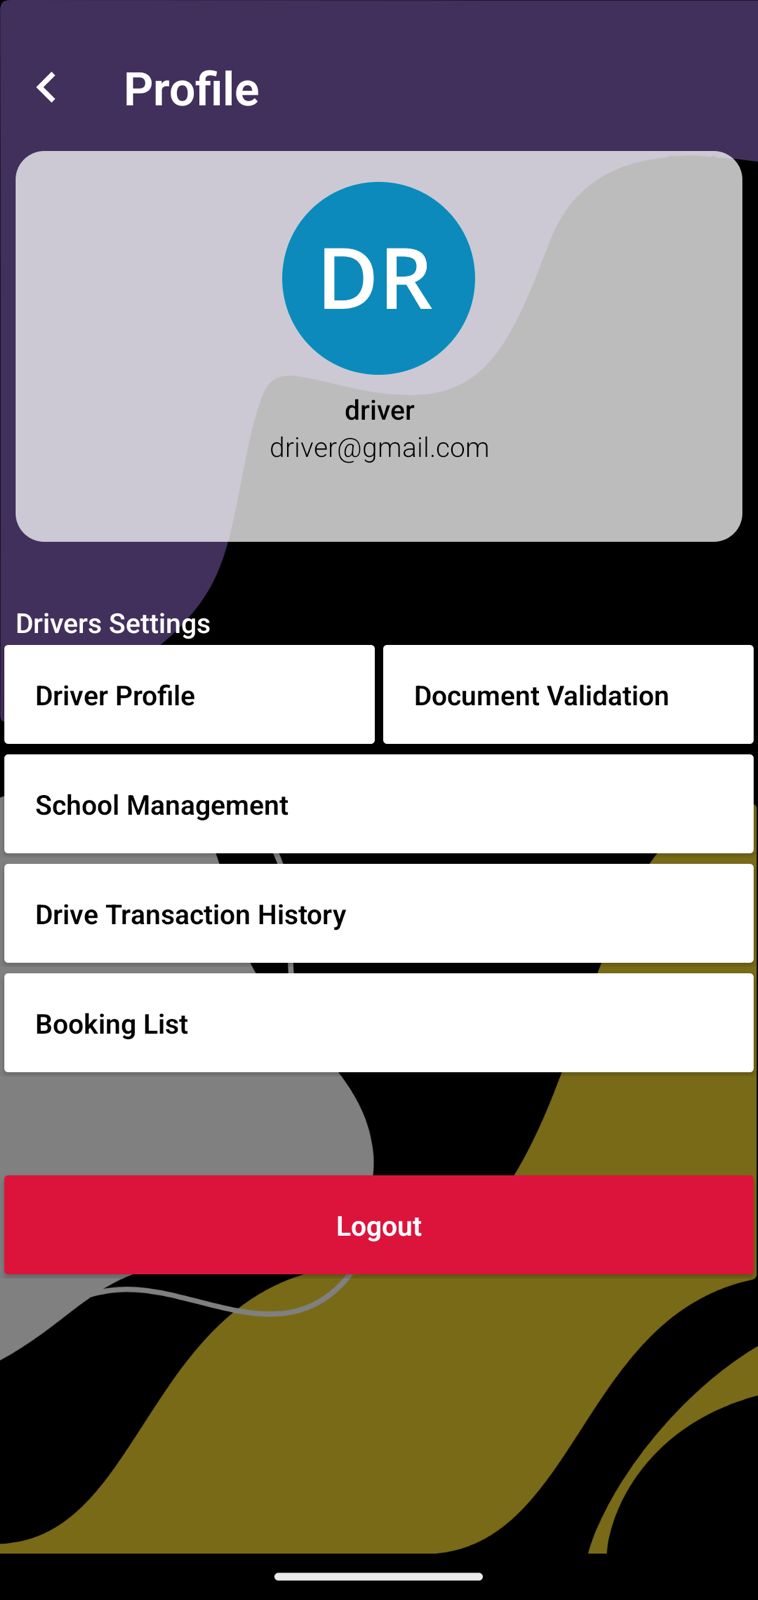 Profile
DR
driver
driver@gmail.com
Drivers Settings
Driver Profile
Document Validation
School Management
Drive Transaction History
Booking List
Logout